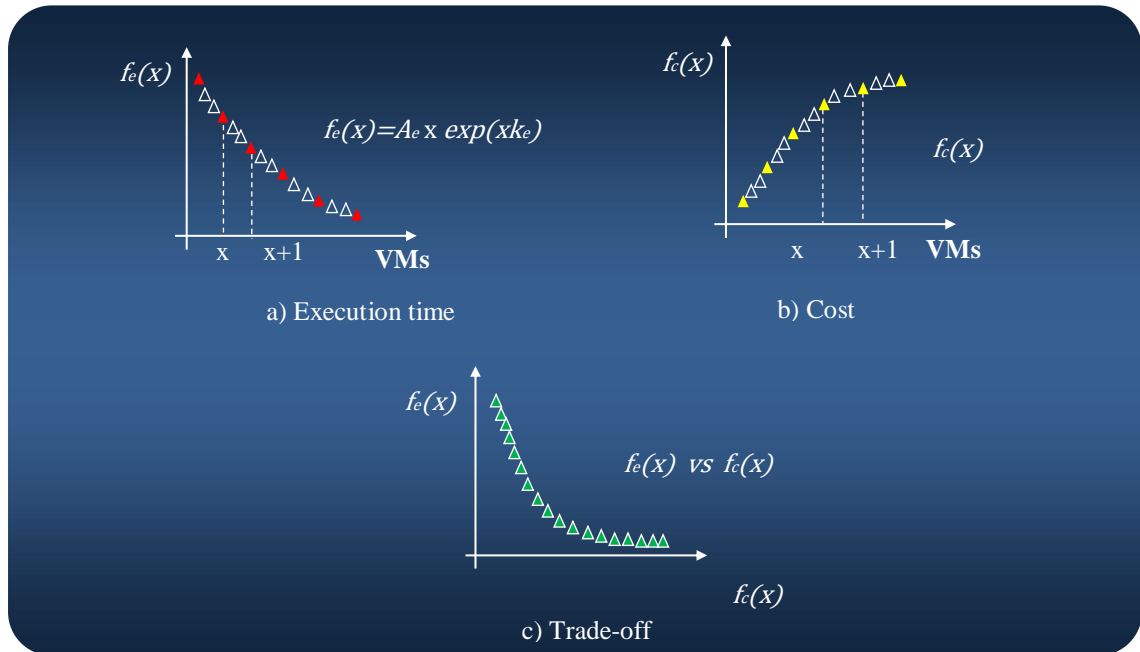 fe(x)
fe(x)=Ae x exp(xke)
x
x+1
VMs
a) Execution time
fc(x)
fc(x)
x
x+1
VMs
b) Cost
fe(x)
fe(x) vs fc(x)
fc(x)
c) Trade-off